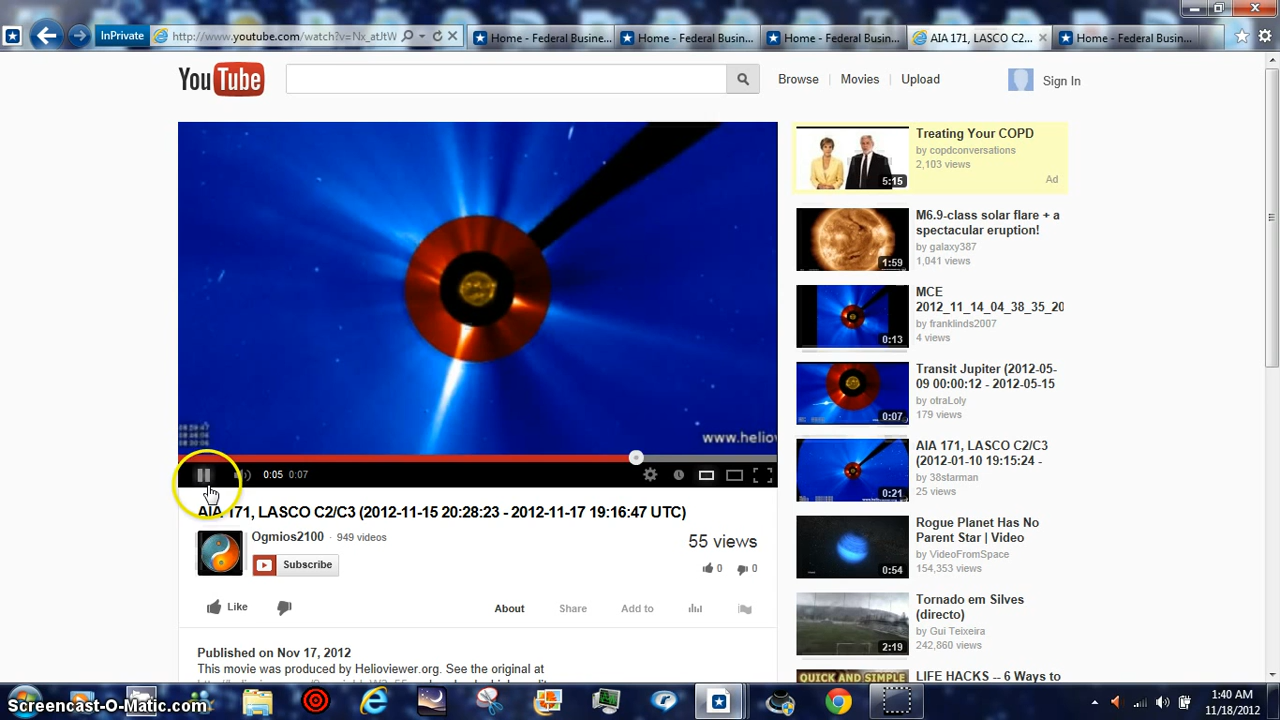 InPrivate
http://www.youtube.com/watch?v=Nx_atJtW
Home - Federal Busine...
Home - Federal Busin...
Home - Federal Busin...
AIA 171, LASCO C2...
Home - Federal Busin...
YouTube
Browse
Movies
Upload
Sign In
www.heliov
0:05 0:07
AIA 171, LASCO C2/C3 (2012-11-15 20:28:23 - 2012-11-17 19:16:47 UTC)
Ogmios2100 · 949 videos
Subscribe
55 views
0 0
Like
About
Share
Add to
Published on Nov 17, 2012
This movie was produced by Helioviewer.org. See the original at
Treating Your COPD
by copdconversations
2,103 views
Ad
5:15
M6.9-class solar flare + a
spectacular eruption!
by galaxy387
1,041 views
1:59
MCE
2012_11_14_04_38_35_20
by franklinds2007
4 views
0:13
Transit Jupiter (2012-05-
09 00:00:12 - 2012-05-15
by otraLoly
179 views
0:07
AIA 171, LASCO C2/C3
(2012-01-10 19:15:24 -
by 38starman
25 views
0:21
Rogue Planet Has No
Parent Star | Video
by VideoFromSpace
154,353 views
0:54
Tornado em Silves
(directo)
by Gui Teixeira
242,860 views
2:19
QUICK AND SIMPLE
LIFE HACKS -- 6 Ways to
Screencast-O-Matic.com
1:40 AM
11/18/2012